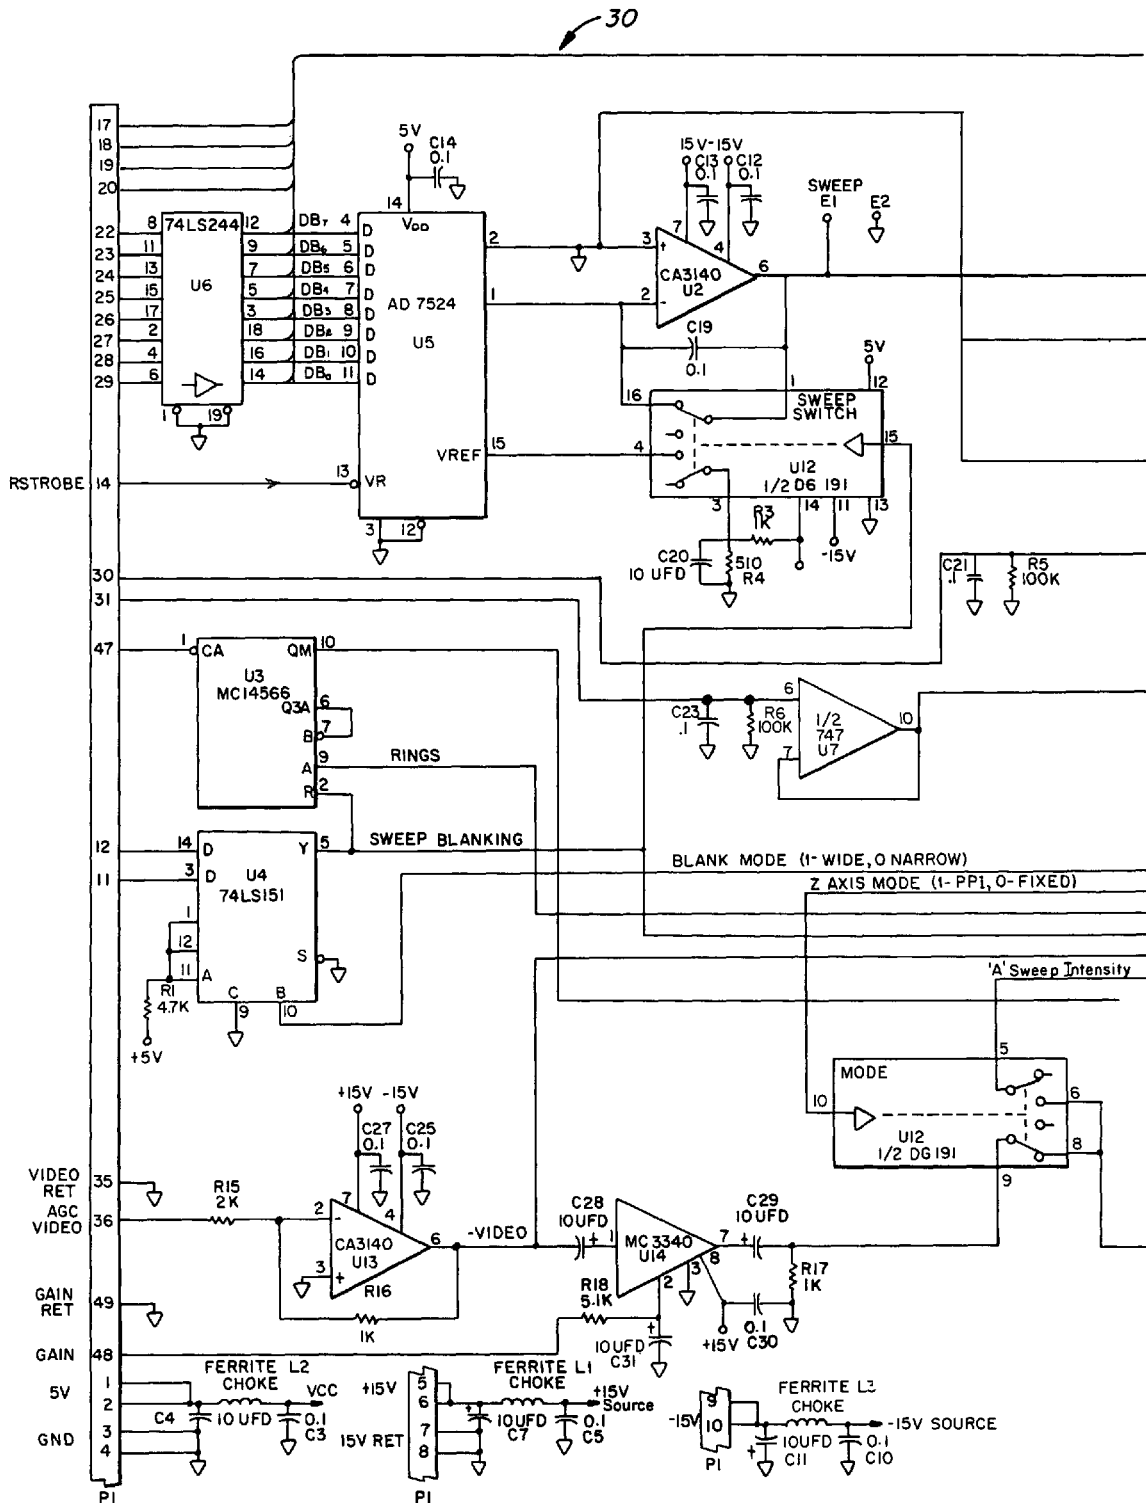 30
17
18
19
20
22
23
24
25
26
27
28
29
8
11
13
15
17
2
4
6
74LS244
U6
1
19
12
9
7
5
3
18
16
14
DB7 4 D
DB6 5 D
DB5 6 D
DB4 7 D
DB3 8 D
DB2 9 D
DB1 10 D
DB0 11 D
5V
C14
0.1
14
VDD
AD 7524
U5
2
1
15
VREF
RSTROBE 14
13
VR
3
12
15V -15V
C13
0.1
C12
0.1
7
4
3 +
2 -
CA3140
U2
6
SWEEP
E1
E2
C19
0.1
5V
1
12
16
SWEEP
SWITCH
4
15
U12
1/2 D6 191
3
14
11
13
R3
1K
-15V
C20
10 UFD
510
R4
C21
.1
R5
100K
30
31
47
1
CA
QM
10
U3
MC14566
Q3A
6
B
7
A
9
RINGS
R
2
C23
.1
R6
100K
6
7
1/2
747
U7
10
12
11
14
D
3
D
Y
5
SWEEP BLANKING
U4
74LS151
1
12
11
A
S
C
B
9
10
R1
4.7K
+5V
BLANK MODE (1-WIDE, 0 NARROW)
Z AXIS MODE (1-PPI, 0-FIXED)
'A' Sweep Intensity
5
MODE
10
6
8
U12
1/2 DG191
9
+15V -15V
C27
0.1
C25
0.1
VIDEO
RET
35
AGC
VIDEO
36
R15
2K
2 -
7
4
CA3140
U13
6
3 +
R16
1K
-VIDEO
C28
10UFD
+
1
MC3340
U14
7
8
3
2
C29
10UFD
+
R17
1K
R18
5.1K
0.1
C30
+15V
10UFD
C31
+
GAIN
RET
49
GAIN 48
5V
1
2
GND
3
4
FERRITE L2
CHOKE
VCC
C4
10 UFD
0.1
C3
P1
+15V
5
6
15V RET
7
8
FERRITE L1
CHOKE
+15V
Source
+
10 UFD
C7
0.1
C5
P1
-15V
9
10
FERRITE L3
CHOKE
-15V SOURCE
+
10UFD
C11
0.1
C10
P1